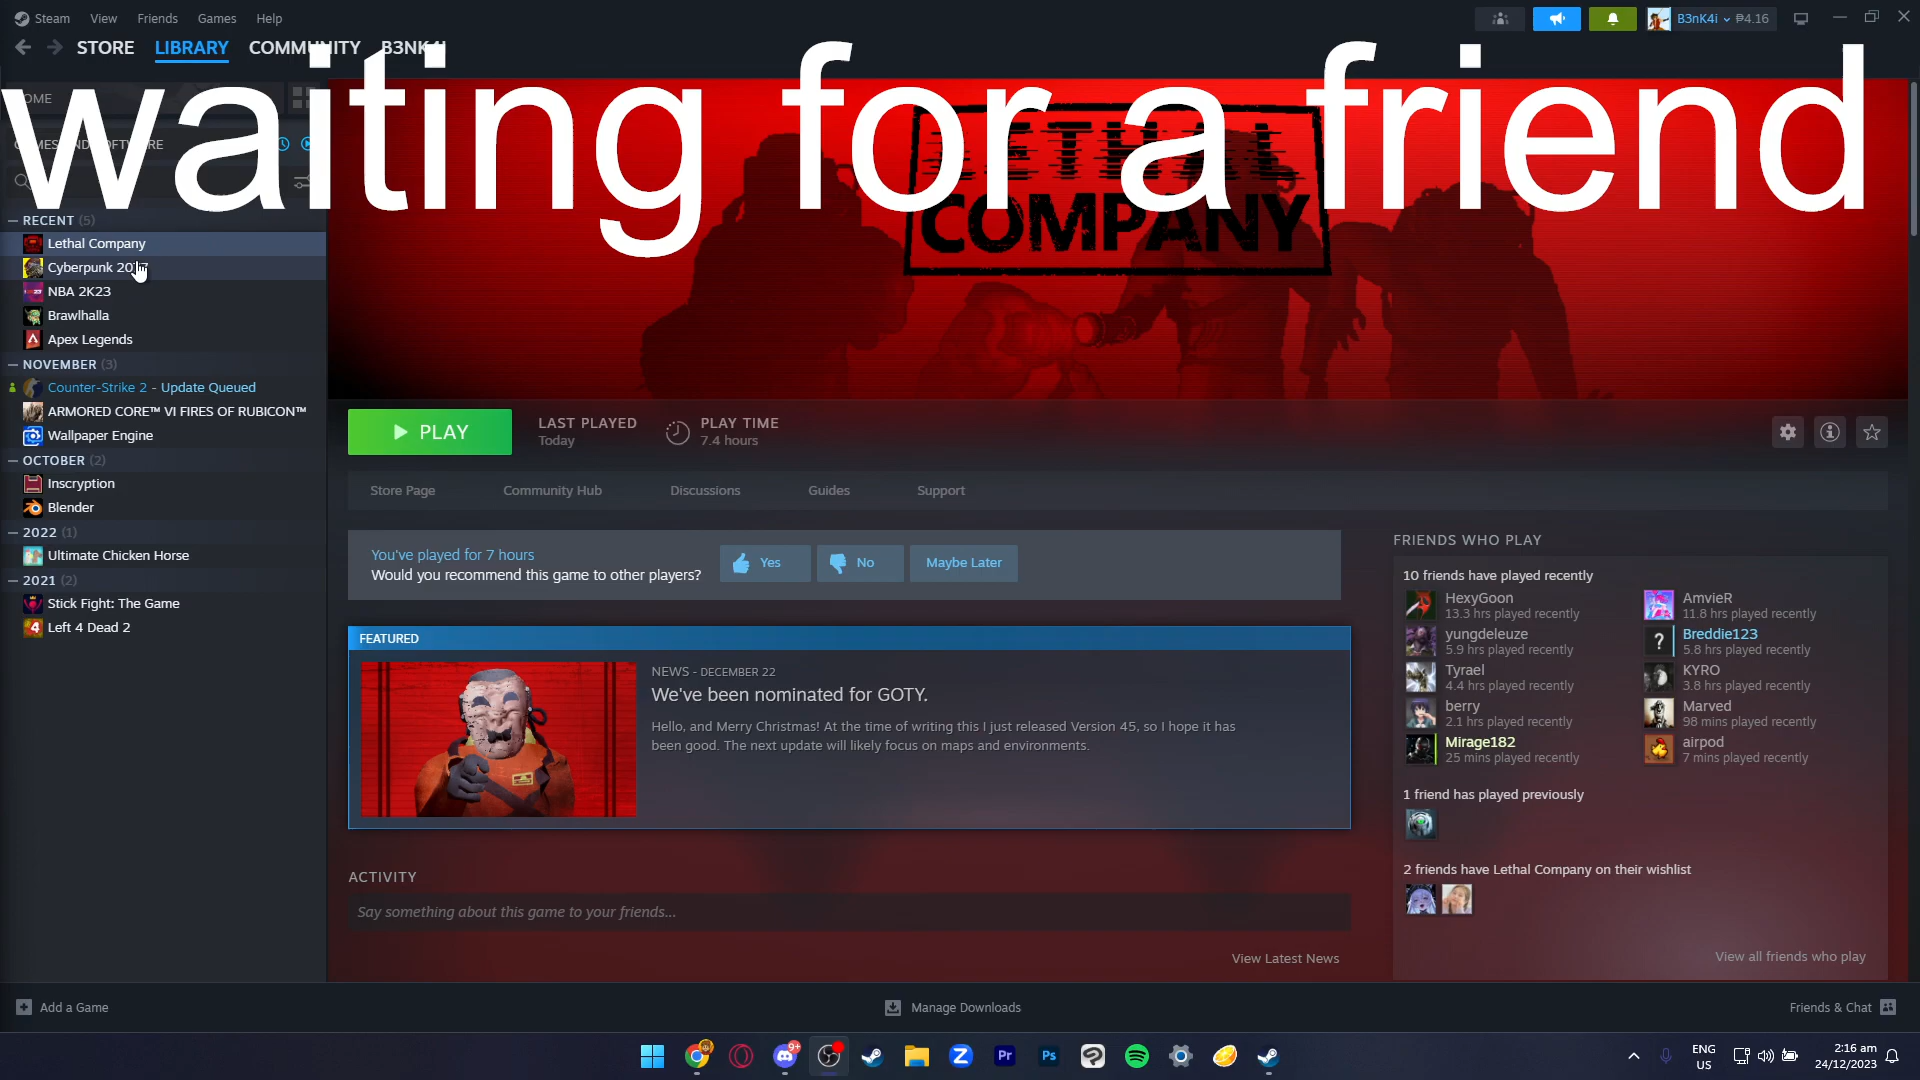 Steam View Friends Games Help
B3nK4i ₱4.16
STORE LIBRARY COMMUNITY B3NK4I
waiting for a friend
LETHAL
COMPANY
RECENT (5)
Lethal Company
Cyberpunk 2077
NBA 2K23
Brawlhalla
Apex Legends
NOVEMBER (3)
Counter-Strike 2 - Update Queued
ARMORED CORE™ VI FIRES OF RUBICON™
Wallpaper Engine
OCTOBER (2)
Inscryption
Blender
2022 (1)
Ultimate Chicken Horse
2021 (2)
Stick Fight: The Game
Left 4 Dead 2
PLAY
LAST PLAYED
Today
PLAY TIME
7.4 hours
Store Page Community Hub Discussions Guides Support
You've played for 7 hours
Would you recommend this game to other players?
Yes No Maybe Later
FEATURED
NEWS - DECEMBER 22
We've been nominated for GOTY.
Hello, and Merry Christmas! At the time of writing this I just released Version 45, so I hope it has
been good. The next update will likely focus on maps and environments.
ACTIVITY
Say something about this game to your friends...
View Latest News
FRIENDS WHO PLAY
10 friends have played recently
HexyGoon
13.3 hrs played recently
AmvieR
11.8 hrs played recently
yungdeleuze
5.9 hrs played recently
Breddie123
5.8 hrs played recently
Tyrael
4.4 hrs played recently
KYRO
3.8 hrs played recently
berry
2.1 hrs played recently
Marved
98 mins played recently
Mirage182
25 mins played recently
airpod
7 mins played recently
1 friend has played previously
2 friends have Lethal Company on their wishlist
View all friends who play
Add a Game
Manage Downloads
Friends & Chat
9+
Pr
Ps
ENG
US
2:16 am
24/12/2023